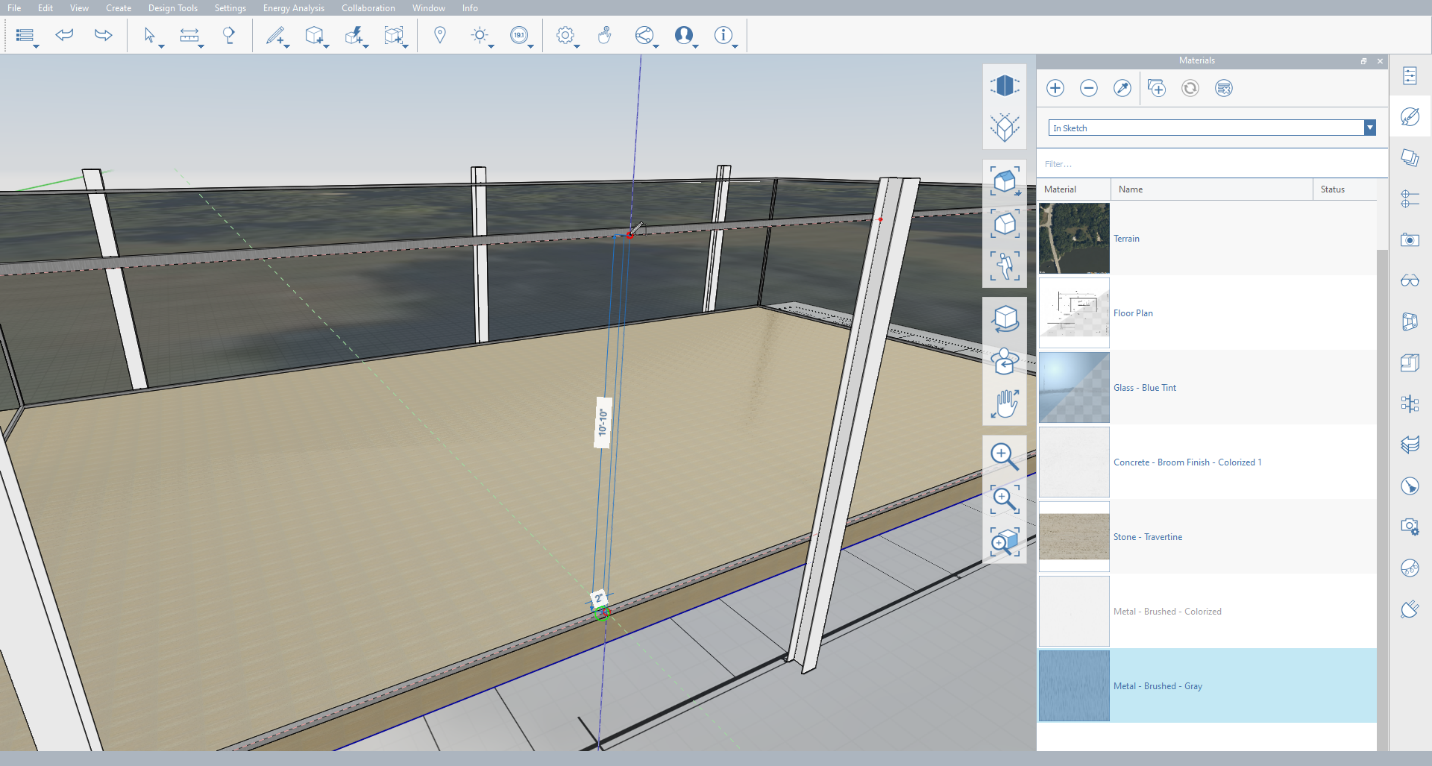 File Edit View Create Design Tools Settings Energy Analysis Collaboration Window Info
Materials
In Sketch
Filter...
Material Name Status
Terrain
Floor Plan
Glass - Blue Tint
Concrete - Broom Finish - Colorized 1
Stone - Travertine
Metal - Brushed - Colorized
Metal - Brushed - Gray
10'-10"
2"